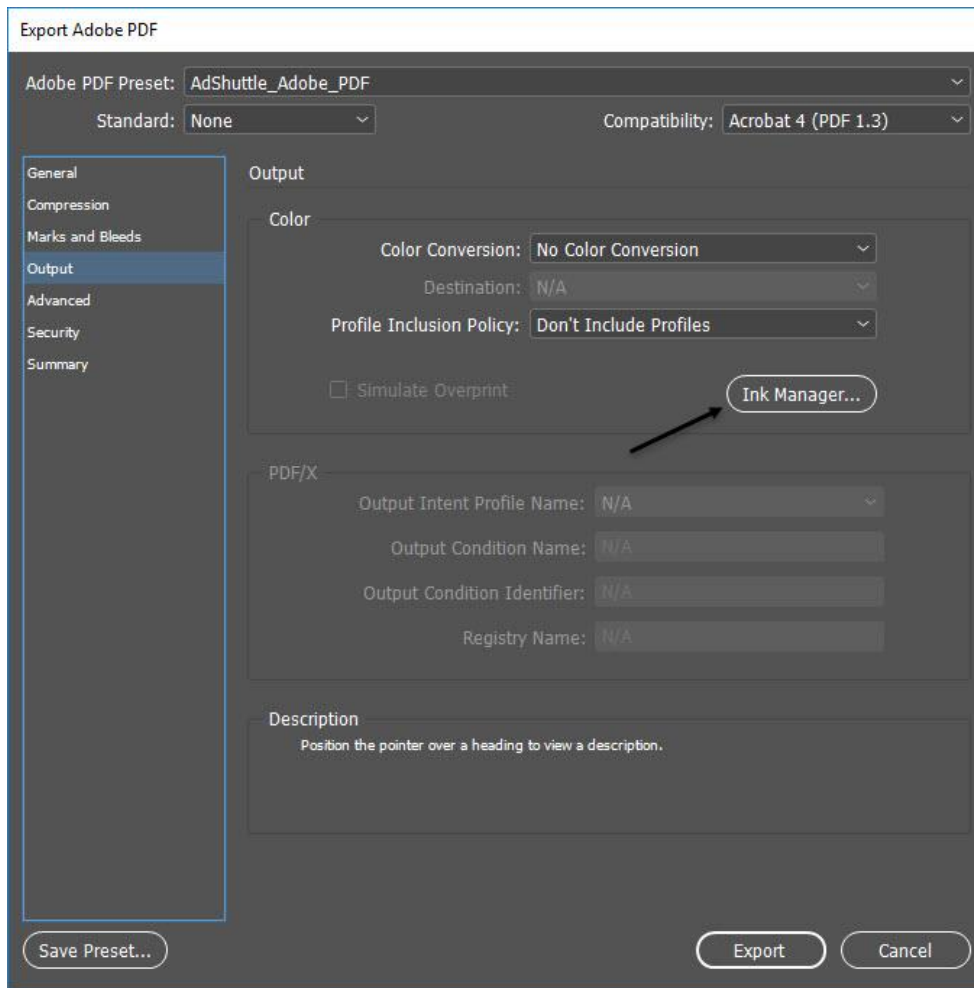 Export Adobe PDF
Adobe PDF Preset: AdShuttle_Adobe_PDF
Standard: None Compatibility: Acrobat 4 (PDF 1.3)
General
Compression
Marks and Bleeds
Output
Advanced
Security
Summary
Output
Color
Color Conversion: No Color Conversion
Destination: N/A
Profile Inclusion Policy: Don't Include Profiles
Simulate Overprint Ink Manager...
PDF/X
Output Intent Profile Name: N/A
Output Condition Name: N/A
Output Condition Identifier: N/A
Registry Name: N/A
Description
Position the pointer over a heading to view a description.
Save Preset... Export Cancel